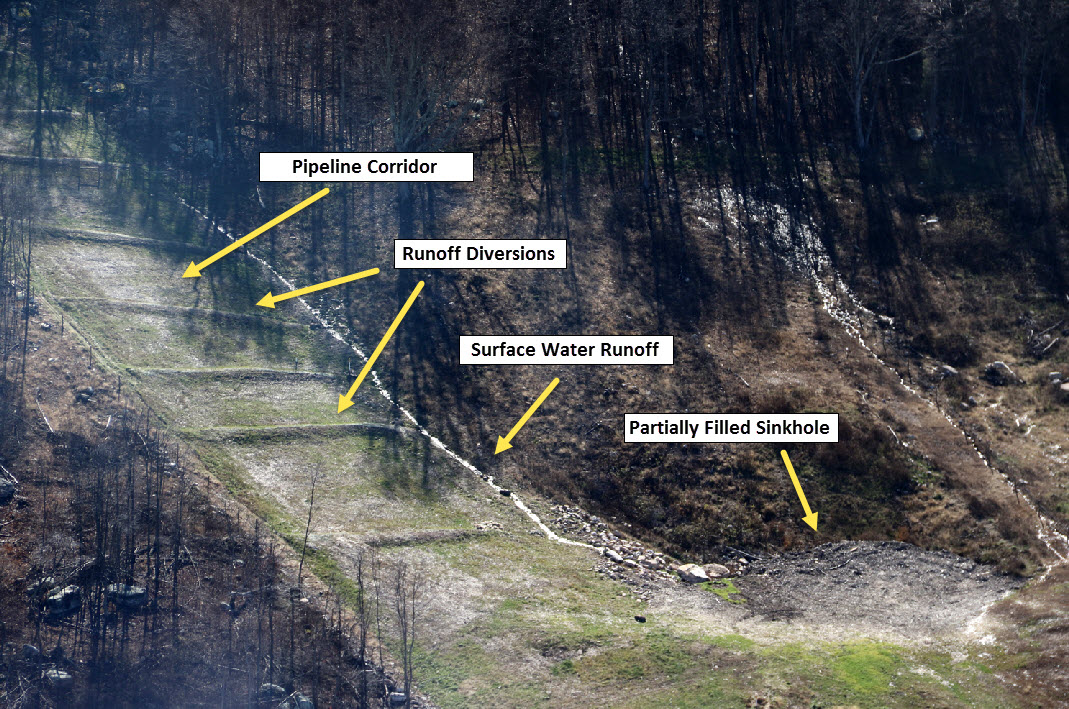 Pipeline Corridor
Runoff Diversions
Surface Water Runoff
Partially Filled Sinkhole